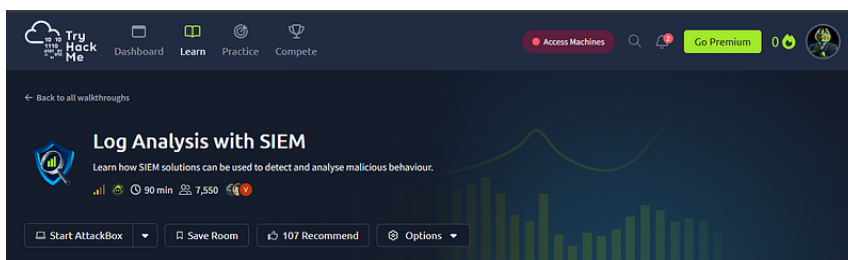 Try
Hack
Me
Dashboard
Learn
Practice
Compete
Access Machines
2
Go Premium
0
← Back to all walkthroughs
Log Analysis with SIEM
Learn how SIEM solutions can be used to detect and analyse malicious behaviour.
90 min
7,550
V
Start AttackBox
Save Room
107 Recommend
Options